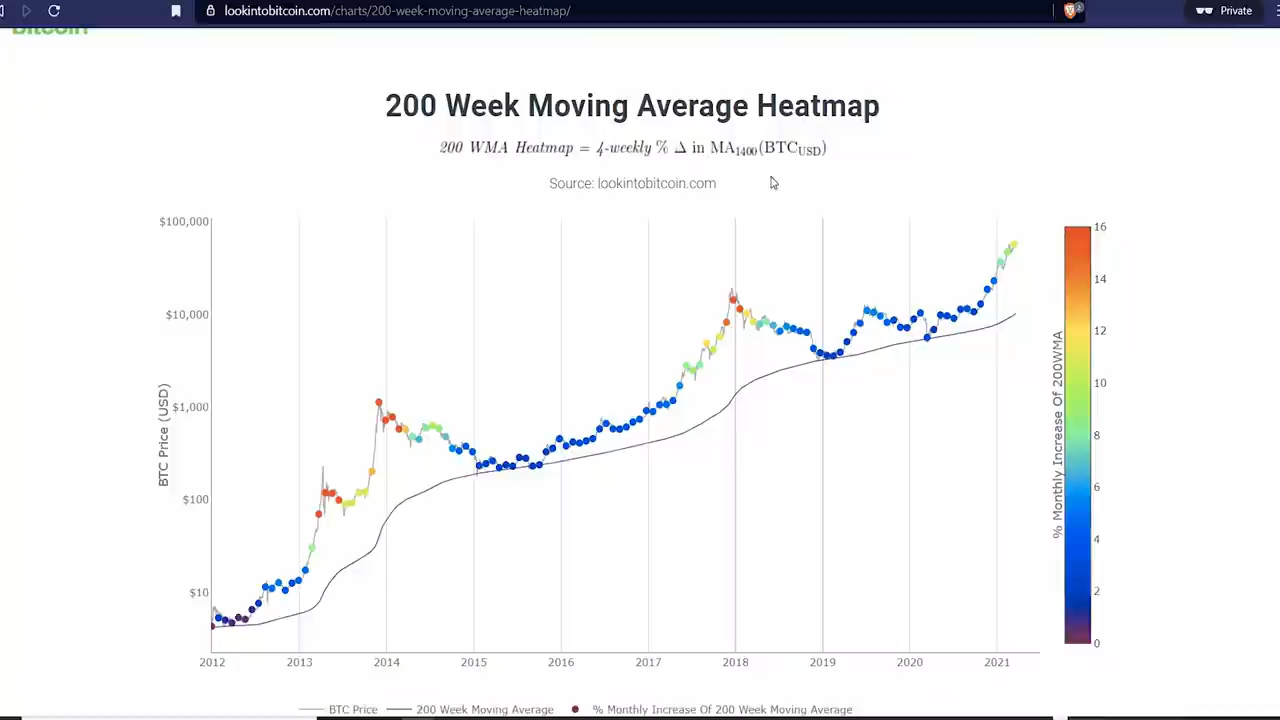 lookintobitcoin.com/charts/200-week-moving-average-heatmap/
2
Private
bitcoin
200 Week Moving Average Heatmap
200 WMA Heatmap = 4-weekly % Δ in MA1400(BTCUSD)
Source: lookintobitcoin.com
$100,000
$10,000
$1,000
$100
$10
BTC Price (USD)
2012 2013 2014 2015 2016 2017 2018 2019 2020 2021
16
14
12
10
8
6
4
2
0
% Monthly Increase Of 200WMA
BTC Price 200 Week Moving Average % Monthly Increase Of 200 Week Moving Average